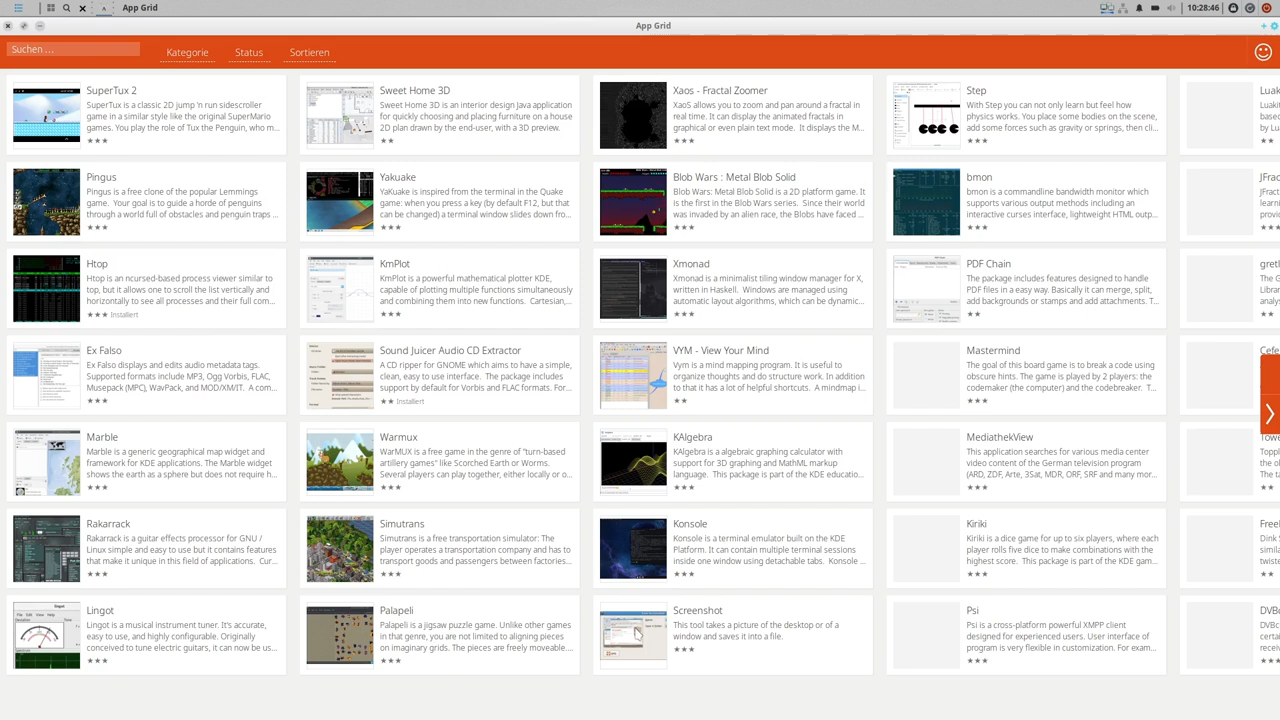 App Grid
10:28:46
App Grid
Suchen ...
Kategorie
Status
Sortieren
SuperTux 2
Super Tux is a classic 2D jump'n run sidescroller
game in a similar style like the original SuperMario
games. You in the role of Tux-the-Penguin who m...
★★★
Sweet Home 3D
Sweet Home 3D is an interior design Java application
for quickly choosing and placing furniture on a house
2D plan drawn by the end-user, with a 3D preview.
★★
Xaos - Fractal Zoomer
XaoS allows you to zoom and pan around a fractal in
real time. It can display many animated fractals in
graphical or even plain text mode.  It displays the M...
★★★
Step
With Step you can not only learn but feel how
physics works. You place some bodies on the scene,
add some forces such as gravity or springs, then cli...
★★★
Pingus
Pingus is a free clone of the popular Lemmings
game. Your goal is to guide a horde of penguins
through a world full of obstacles and penguin traps ...
★★★
Yakuake
YaKuake is inspired from the terminal in the Quake
game: when you press a key (by default F12, but that
can be changed) a terminal window slides down fro...
★★★
Blob Wars : Metal Blob Solid
Blob Wars: Metal Blob Solid is a 2D platform game. It
is the first in the Blob Wars series.  Since their world
was invaded by an alien race, the Blobs have faced ...
★★★
bmon
bmon is a commandline bandwidth monitor which
supports various output methods including an
interactive curses interface, lightweight HTML outp...
★★★
Htop
Htop is an ncursed-based processor viewer similar to
top, but it allows one to scroll the list vertically and
horizontally to see all processes and their full com...
★★★ Installiert
KmPlot
KmPlot is a powerful mathematical plotter KDE,
capable of plotting multiple functions simultaneously
and combining them into new functions.  Cartesian,...
★★★
Xmonad
Xmonad is a minimalist tiling window manager for X,
written in Haskell. Windows are managed using
automatic layout algorithms, which can be dynamic...
★★★
PDF Chain
The package includes features designed to handle
PDF files in a easy way. Basically it can merge, split,
add background, stamps and add attachments. T...
★★
Ex Falso
Ex Falso displays and edits audio metadata tags.
Supported formats include MP3, Ogg Vorbis, FLAC,
Musepack (MPC), WavPack, and MOD/XM/IT.  A com...
★★★
Sound Juicer Audio CD Extractor
A CD ripper for GNOME which aims to have a simple,
clean, easy to use interface.  The package includes
support by default for Vorbis and FLAC formats. For...
★★ Installiert
VYM - View Your Mind
Vym is a mind mapping program. It is useful to
organize thoughts and do structure work. In addition
to that it has a lot of helpful shortcuts.  A mindmap i...
★★
Mastermind
The goal of this board game is to break a code using
obscure hints. The game is played by 2 players: the
codemaker (the computer) and the codebreaker.  T...
★★★
Marble
Marble is a generic geographical map widget and
framework for KDE applications. The Marble widget
shows the earth as a sphere but does not require h...
★★★
Warmux
WarMUX is a free game in the genre of "turn-based
artillery games" like Scorched Earth or Worms.
Several people can play together, either locally or o...
★★★
KAlgebra
KAlgebra is a algebraic graphing calculator with
support for 3D graphing and MathML markup
language.  This package is part of the KDE educatio...
★★★
MediathekView
This application searches for various media center
video content of the German television program
(ARD, ZDF, Arte, 3Sat, MDR, ORF, SRF and many mor...
★★★
Rakarrack
Rakarrack is a guitar effects processor for GNU /
Linux simple and easy to use but it contains features
that make it unique in this field of applications.  Cur...
★★★
Simutrans
Simutrans is a free transportation simulator: The
player operates a transportation company and has to
transport goods and passengers between factories...
★★★
Konsole
Konsole is a terminal emulator built on the KDE
Platform. It can contain multiple terminal sessions
inside one window using detachable tabs.  Konsole ...
★★★
Kiriki
Kiriki is a dice game for up to six players, where each
player rolls five dice to make combinations with the
highest score.  This package is part of the KDE gam...
★★★
Lingot
Lingot is a musical instrument tuner. It's accurate,
easy to use, and highly configurable. Originally
conceived to tune electric guitars, it can now be us...
★★★
Palapeli
Palapeli is a jigsaw puzzle game. Unlike other games
in that genre, you are not limited to aligning pieces
on imaginary grids. The pieces are freely moveable....
★★★
Screenshot
This tool takes a picture of the desktop or of a
window and saves it into a file.
★★★
Psi
Psi is a cross-platform powerful XMPP client
designed for experienced users. User interface of
program is very flexible in customization. For exam...
★★★